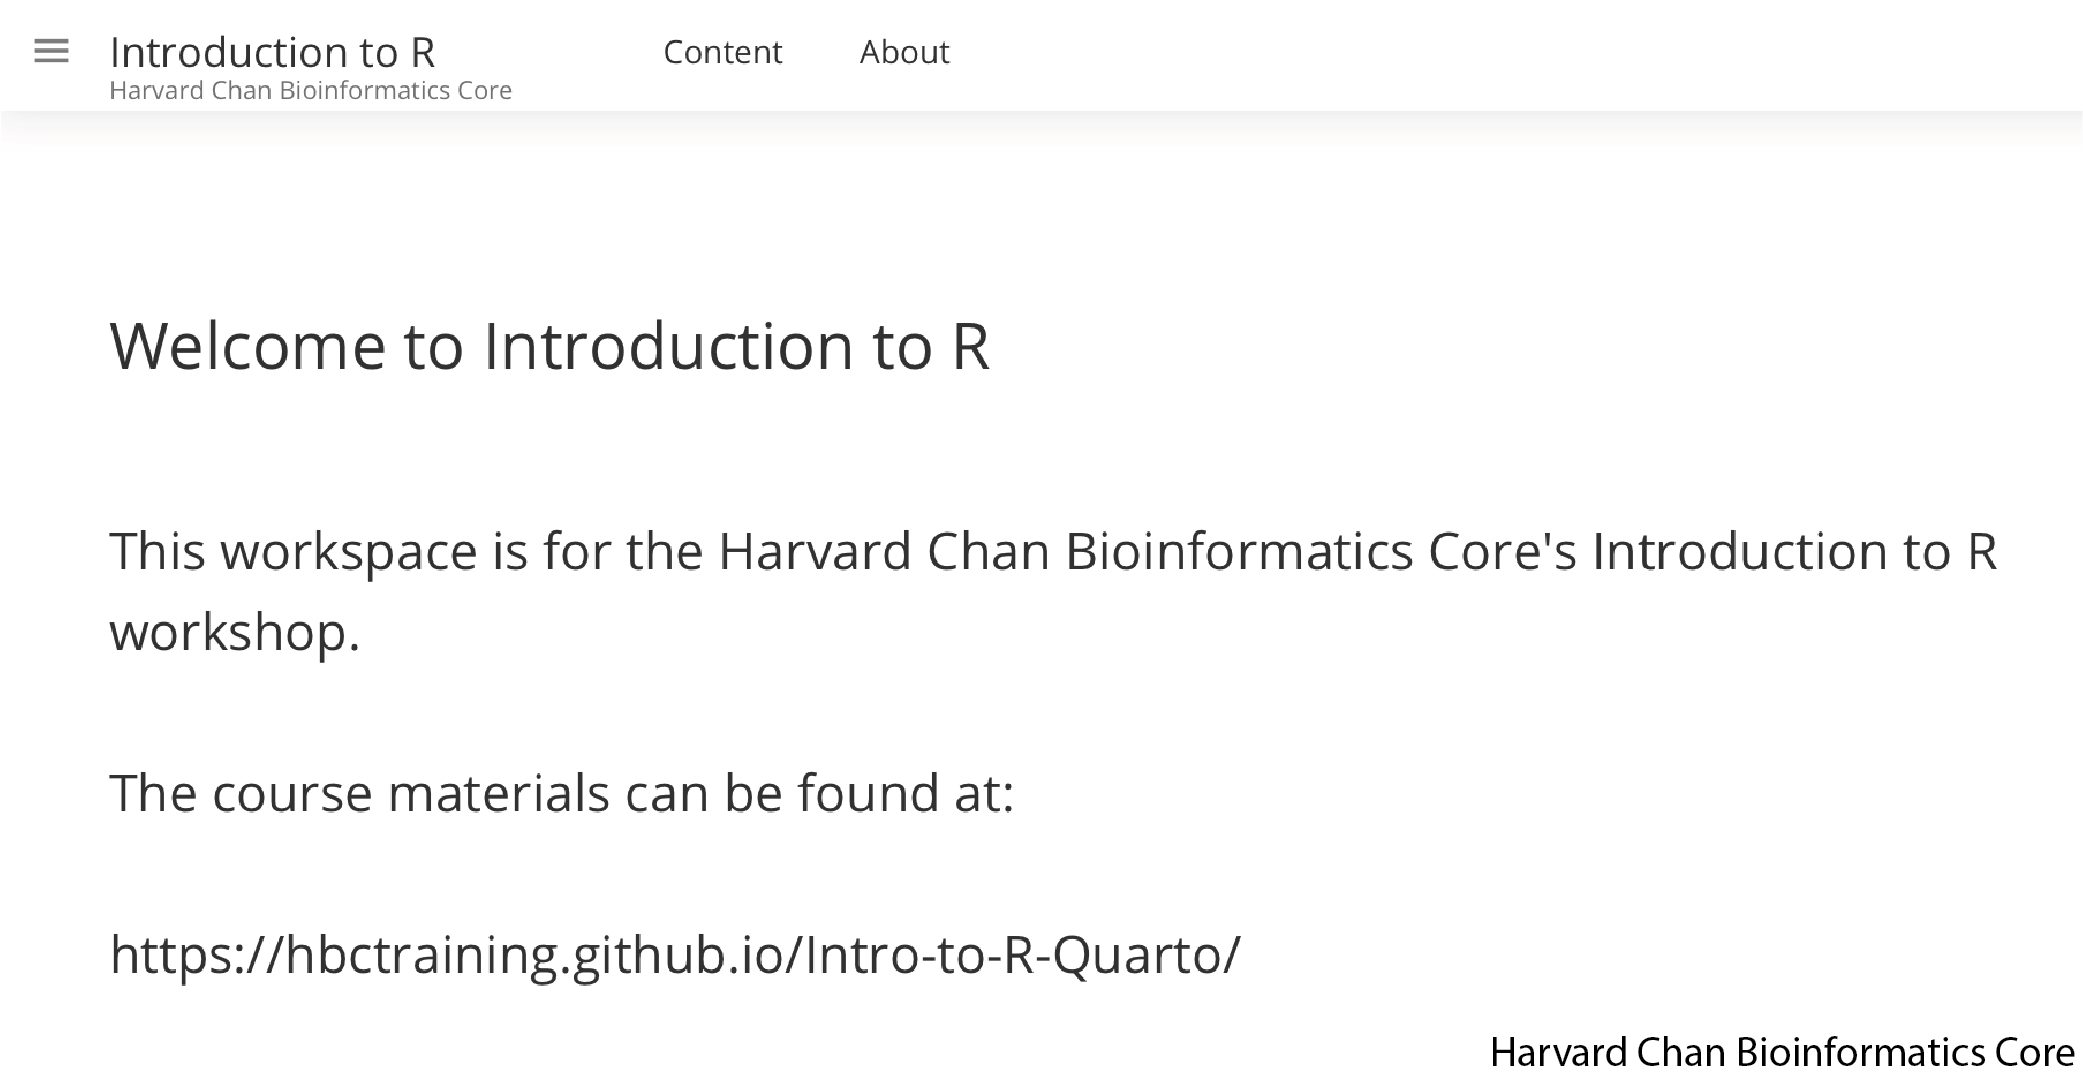 Introduction to R
Content
About
Harvard Chan Bioinformatics Core
Welcome to Introduction to R
This workspace is for the Harvard Chan Bioinformatics Core's Introduction to R
workshop.
The course materials can be found at:
https://hbctraining.github.io/Intro-to-R-Quarto/
Harvard Chan Bioinformatics Core